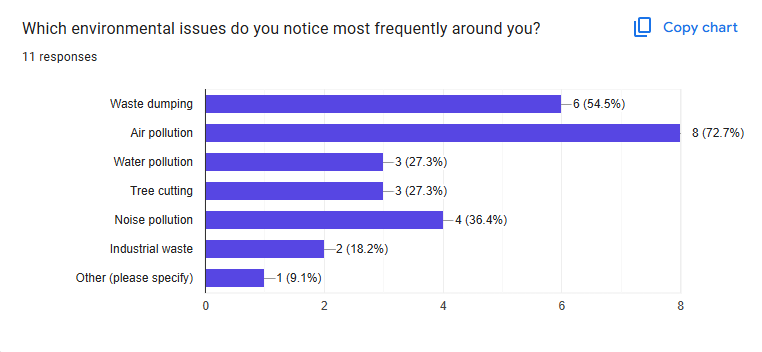 Which environmental issues do you notice most frequently around you?
Copy chart
11 responses
Waste dumping 6 (54.5%)
Air pollution 8 (72.7%)
Water pollution 3 (27.3%)
Tree cutting 3 (27.3%)
Noise pollution 4 (36.4%)
Industrial waste 2 (18.2%)
Other (please specify) 1 (9.1%)
0 2 4 6 8